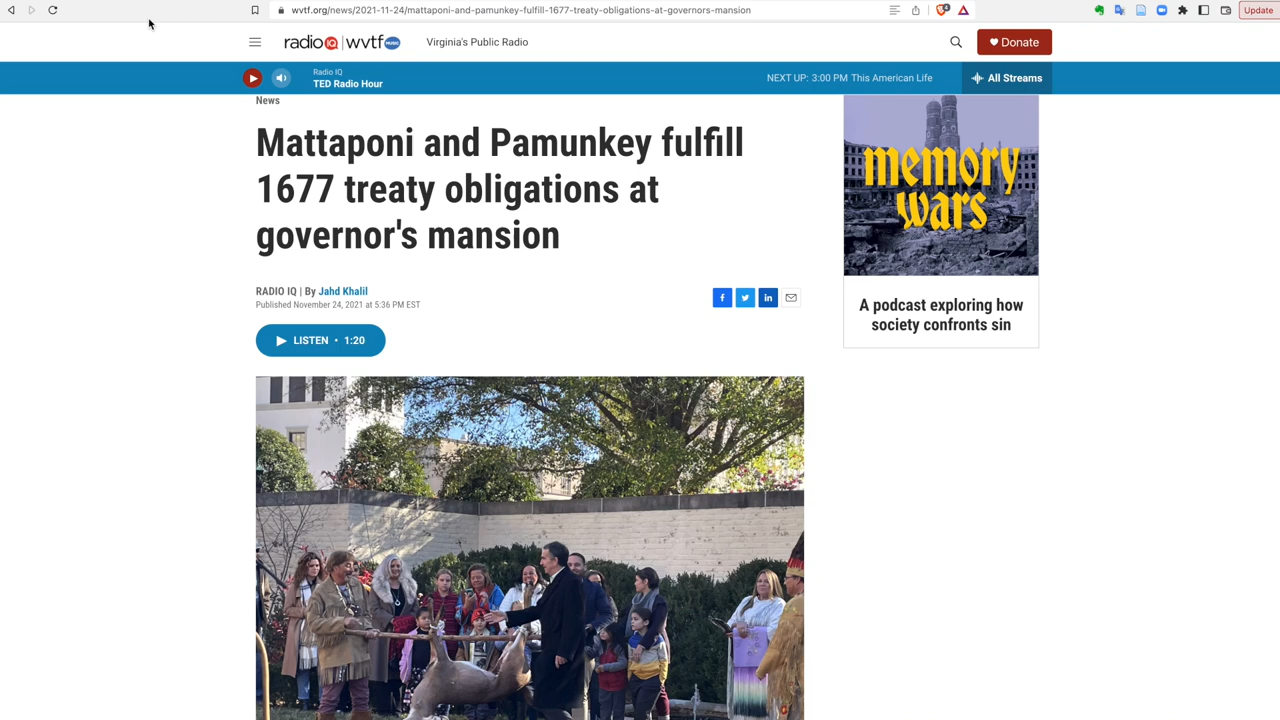 wvtf.org/news/2021-11-24/mattaponi-and-pamunkey-fulfill-1677-treaty-obligations-at-governors-mansion
4
Update
radio IQ | wvtf MUSIC
Virginia's Public Radio
Donate
Radio IQ
TED Radio Hour
NEXT UP: 3:00 PM This American Life
All Streams
News
Mattaponi and Pamunkey fulfill
1677 treaty obligations at
governor's mansion
RADIO IQ | By Jahd Khalil
Published November 24, 2021 at 5:36 PM EST
LISTEN • 1:20
memory
wars
A podcast exploring how
society confronts sin